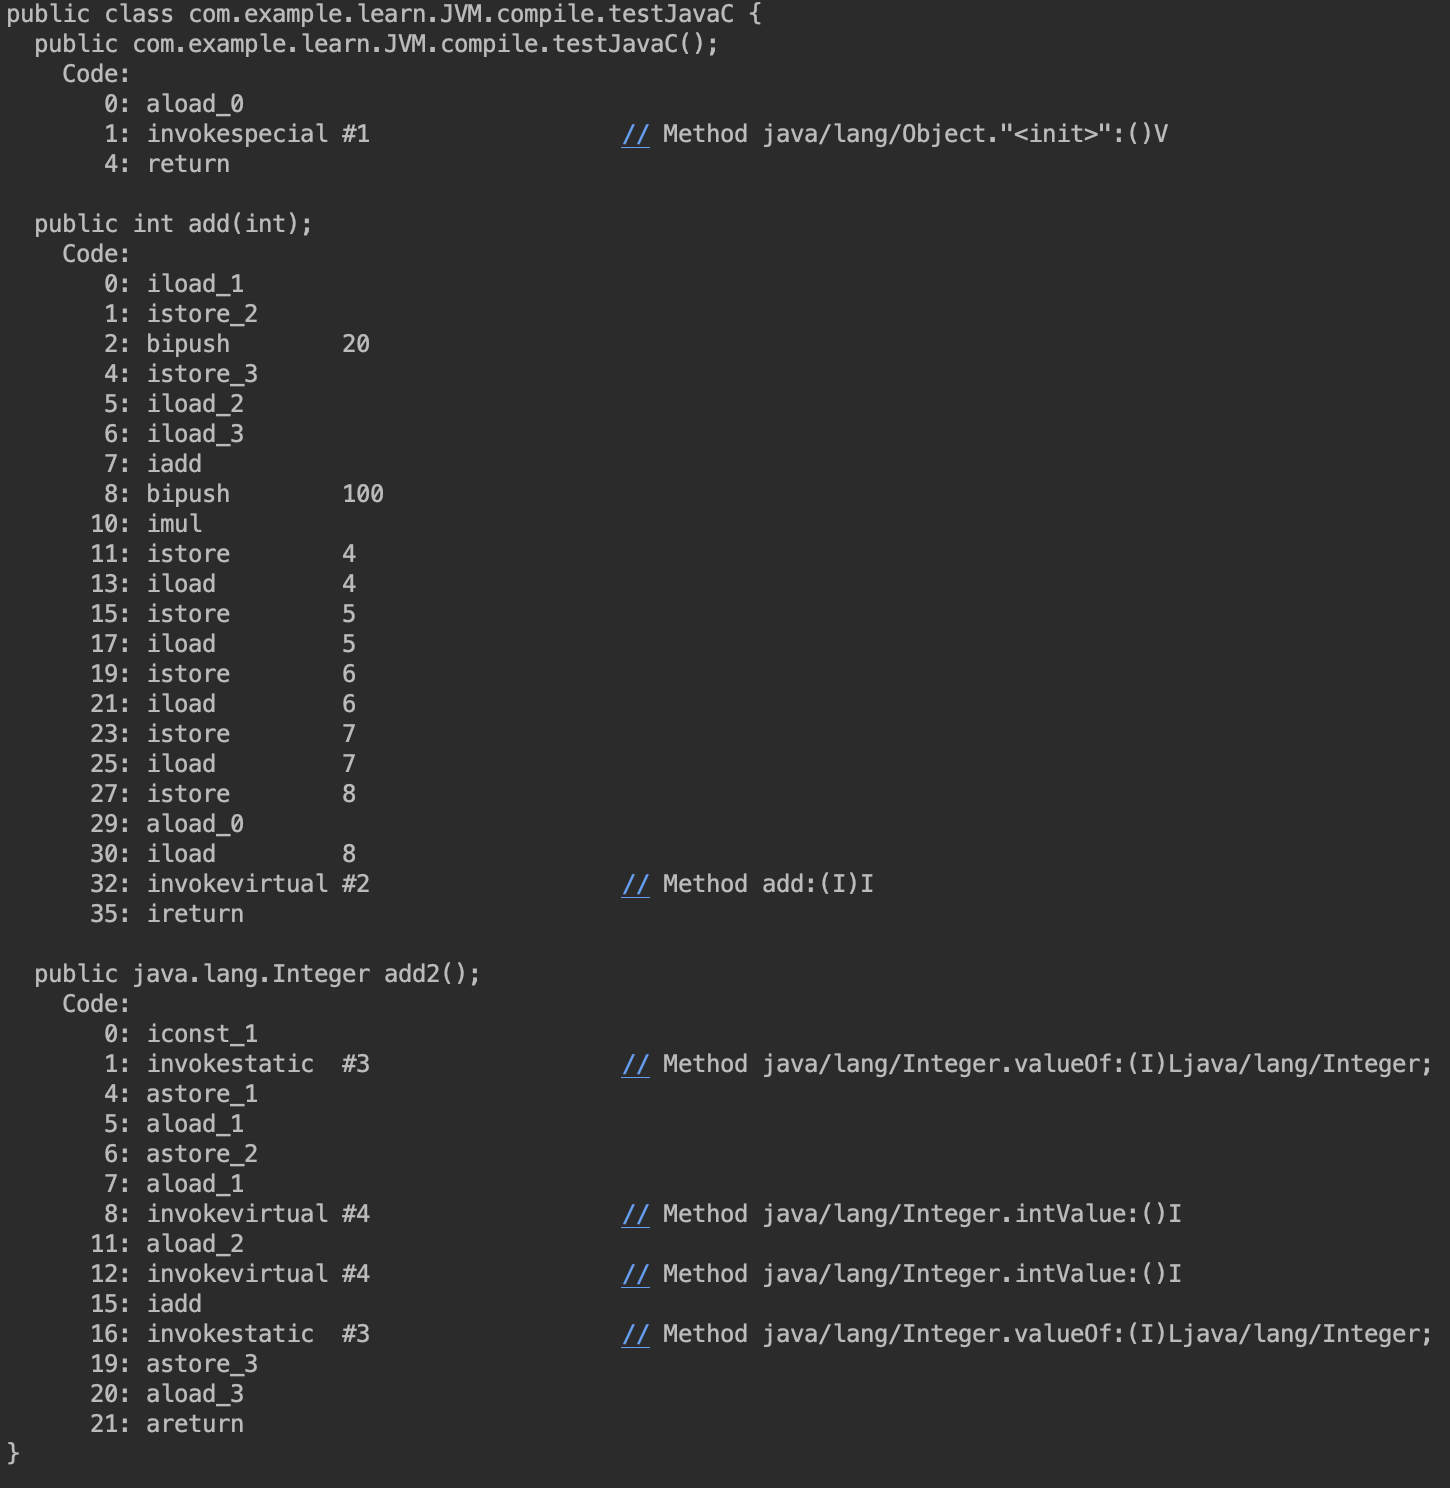 public class com.example.learn.JVM.compile.testJavaC {
  public com.example.learn.JVM.compile.testJavaC();
    Code:
       0: aload_0
       1: invokespecial #1                  // Method java/lang/Object."<init>":()V
       4: return

  public int add(int);
    Code:
       0: iload_1
       1: istore_2
       2: bipush        20
       4: istore_3
       5: iload_2
       6: iload_3
       7: iadd
       8: bipush        100
      10: imul
      11: istore        4
      13: iload         4
      15: istore        5
      17: iload         5
      19: istore        6
      21: iload         6
      23: istore        7
      25: iload         7
      27: istore        8
      29: aload_0
      30: iload         8
      32: invokevirtual #2                  // Method add:(I)I
      35: ireturn

  public java.lang.Integer add2();
    Code:
       0: iconst_1
       1: invokestatic  #3                  // Method java/lang/Integer.valueOf:(I)Ljava/lang/Integer;
       4: astore_1
       5: aload_1
       6: astore_2
       7: aload_1
       8: invokevirtual #4                  // Method java/lang/Integer.intValue:()I
      11: aload_2
      12: invokevirtual #4                  // Method java/lang/Integer.intValue:()I
      15: iadd
      16: invokestatic  #3                  // Method java/lang/Integer.valueOf:(I)Ljava/lang/Integer;
      19: astore_3
      20: aload_3
      21: areturn
}